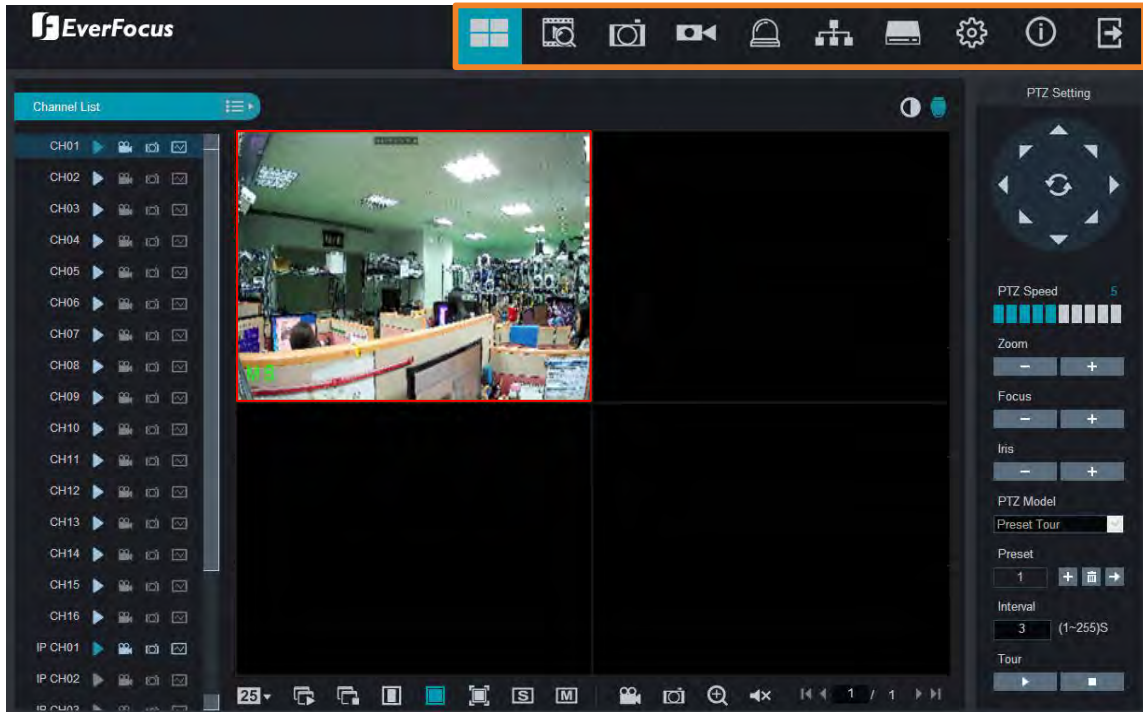 EverFocus
PTZ Setting
Channel List
CH01
CH02
CH03
CH04
CH05
CH06
CH07
CH08
CH09
CH10
CH11
CH12
CH13
CH14
CH15
CH16
IP CH01
IP CH02
IP CH03
M S
PTZ Speed 5
Zoom
− +
Focus
− +
Iris
− +
PTZ Model
Preset Tour
Preset
1 +
Interval
3 (1~255)S
Tour
25 S M 1 / 1